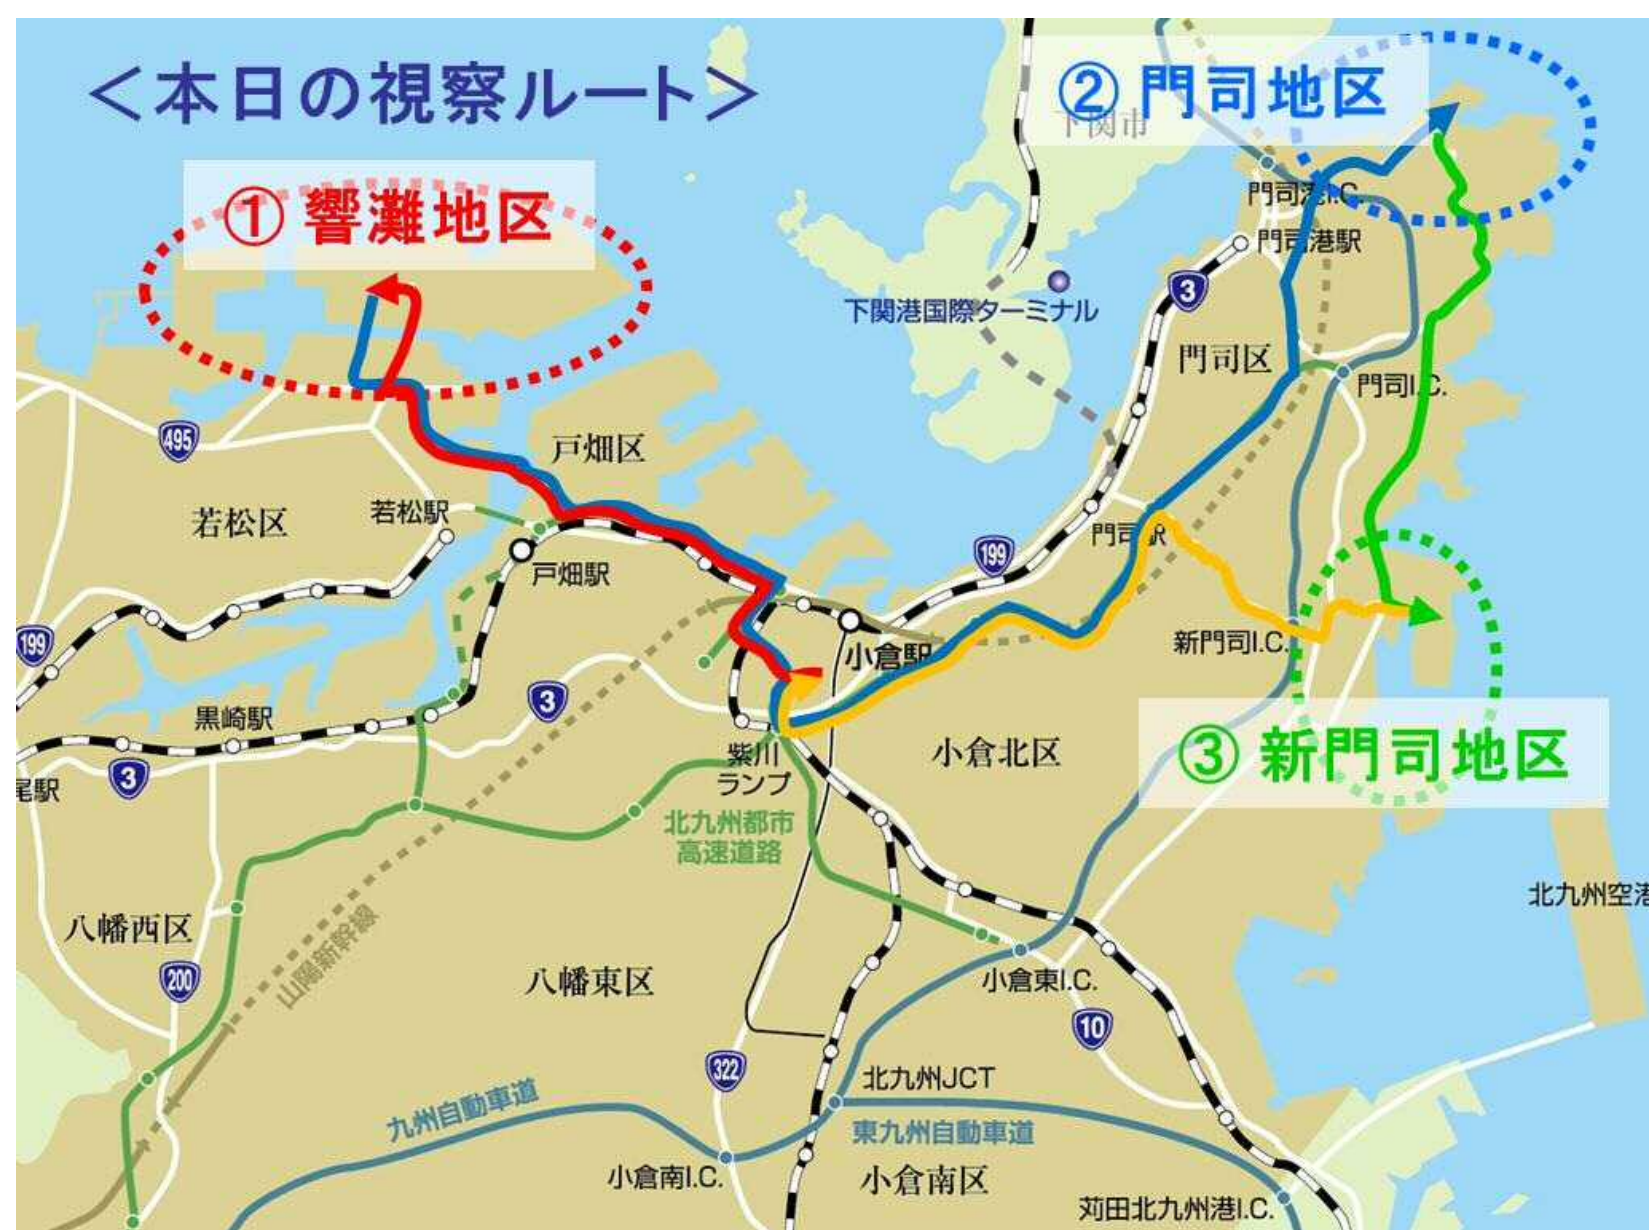 ＜本日の視察ルート＞
② 門司地区
下関市
① 響灘地区
門司港I.C.
門司港駅
3
下関港国際ターミナル
門司区
門司I.C.
495
戸畑区
若松区
若松駅
門司駅
199
戸畑駅
199
小倉駅
新門司I.C.
3
黒崎駅
3
尾駅
紫川
ランプ
小倉北区
③ 新門司地区
北九州都市
高速道路
北九州空港
八幡西区
山陽新幹線
200
八幡東区
小倉東I.C.
10
322
北九州JCT
九州自動車道
東九州自動車道
小倉南I.C.
小倉南区
苅田北九州港I.C.